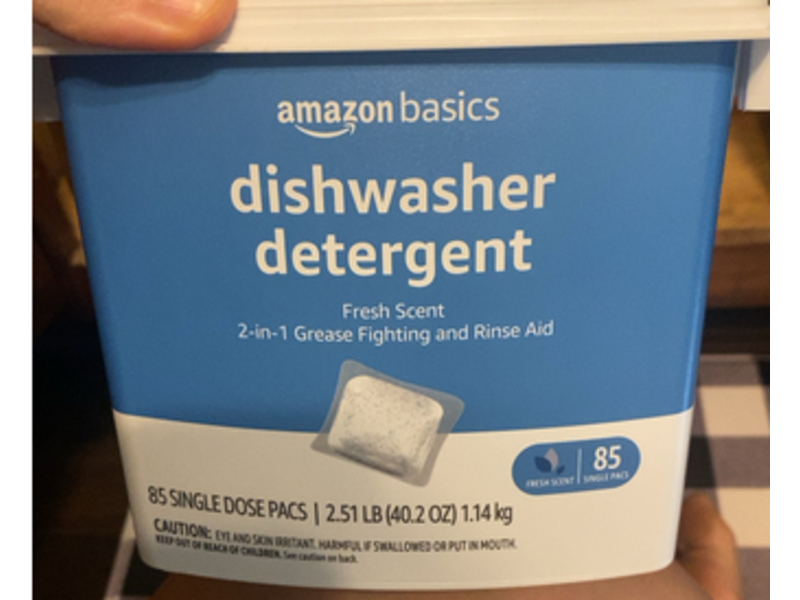 amazon basics
dishwasher
detergent
Fresh Scent
2-in-1 Grease Fighting and Rinse Aid
FRESH SCENT
85
SINGLE PACS
85 SINGLE DOSE PACS | 2.51 LB (40.2 OZ) 1.14 kg
CAUTION: EYE AND SKIN IRRITANT. HARMFUL IF SWALLOWED OR PUT IN MOUTH.
KEEP OUT OF REACH OF CHILDREN. See caution on back.